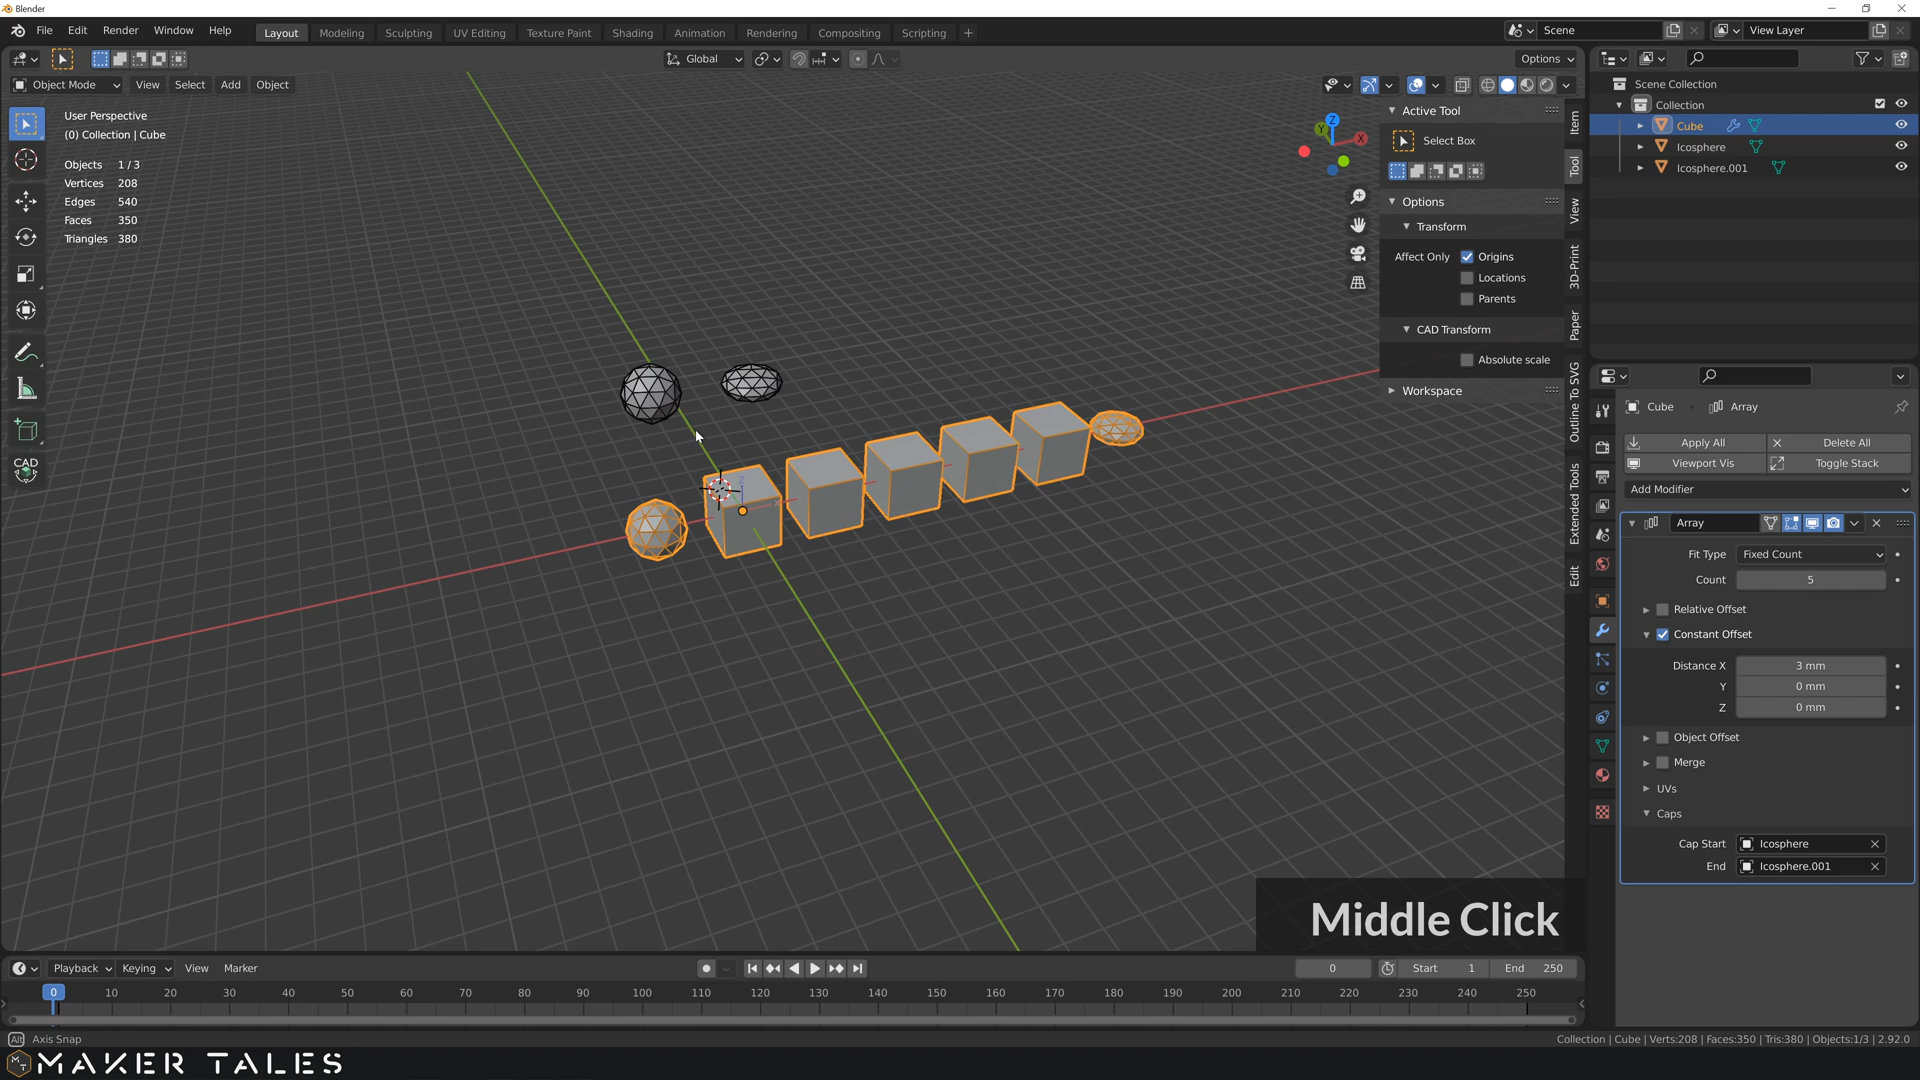 Blender
File Edit Render Window Help
Layout Modeling Sculpting UV Editing Texture Paint Shading Animation Rendering Compositing Scripting +
Scene
View Layer
Global
Options
Object Mode View Select Add Object
User Perspective
(0) Collection | Cube
Objects 1 / 3
Vertices 208
Edges 540
Faces 350
Triangles 380
CAD
Z
Y
X
Active Tool
Select Box
Options
Transform
Affect Only Origins
Locations
Parents
CAD Transform
Absolute scale
Workspace
Item
Tool
View
3D-Print
Paper
Outline To SVG
Extended Tools
Edit
Scene Collection
Collection
Cube
Icosphere
Icosphere.001
Cube Array
Apply All Delete All
Viewport Vis Toggle Stack
Add Modifier
Array
Fit Type Fixed Count
Count 5
Relative Offset
Constant Offset
Distance X 3 mm
Y 0 mm
Z 0 mm
Object Offset
Merge
UVs
Caps
Cap Start Icosphere
End Icosphere.001
Middle Click
Playback Keying View Marker
0 Start 1 End 250
0 10 20 30 40 50 60 70 80 90 100 110 120 130 140 150 160 170 180 190 200 210 220 230 240 250
Alt Axis Snap
Collection | Cube | Verts:208 | Faces:350 | Tris:380 | Objects:1/3 | 2.92.0
MAKER TALES